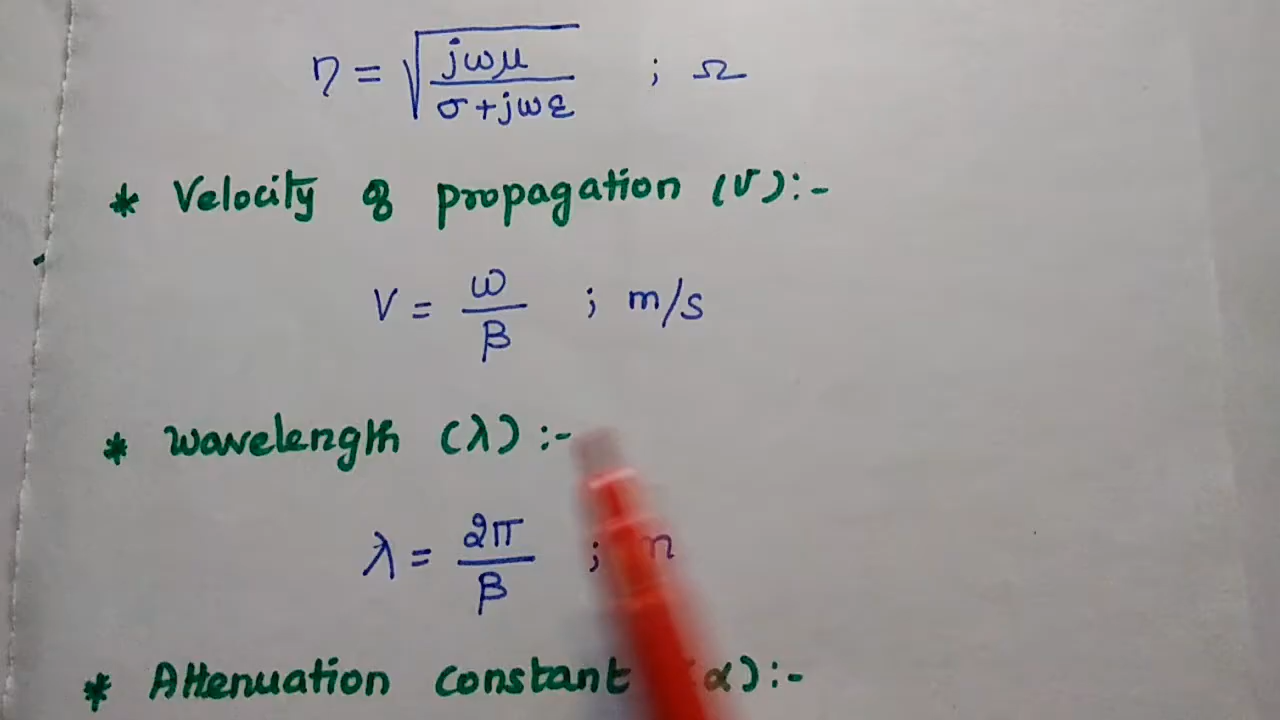 η = √(jωμ / σ+jωε) ; Ω
* Velocity of propagation (v):-
V = ω/β ; m/s
* wavelength (λ):-
λ = 2π/β ;
* Attenuation constant (α):-